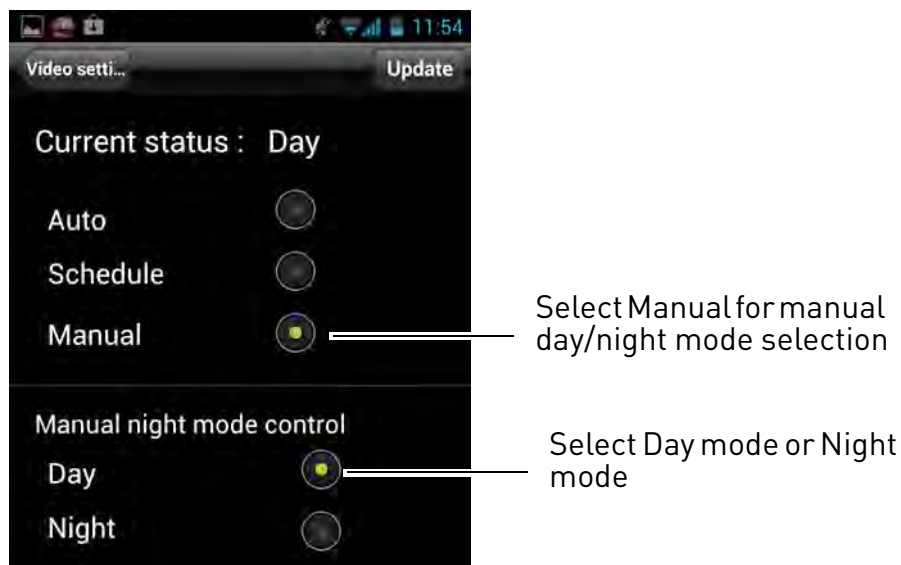 11:54
Video setti...
Update
Current status : Day
Auto
Schedule
Manual
Select Manual for manual
day/night mode selection
Manual night mode control
Day
Select Day mode or Night
mode
Night